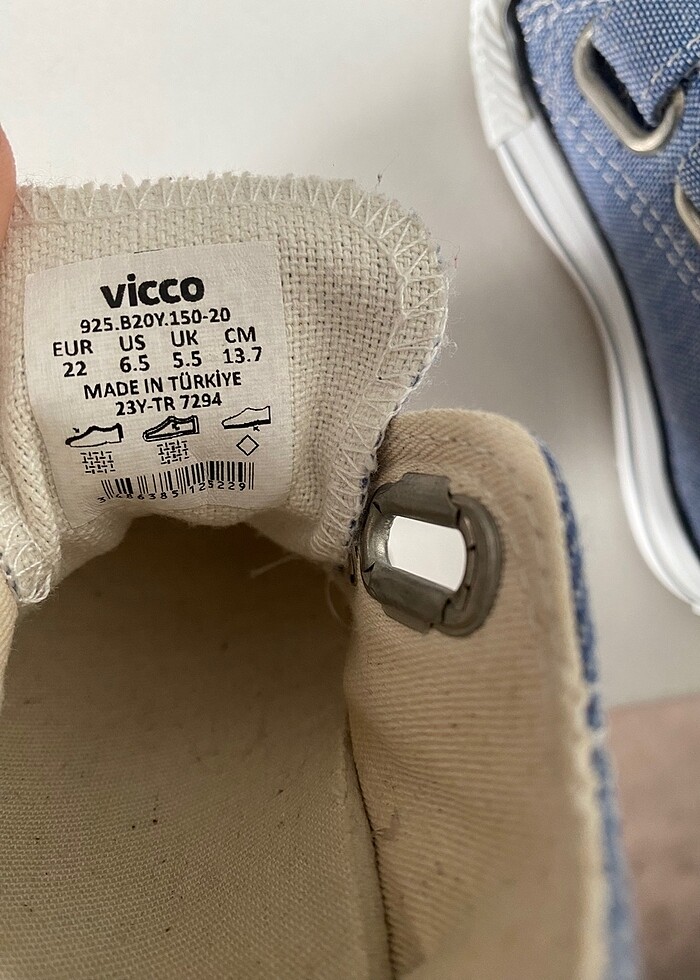 vicco
925.B20Y.150-20
EUR US UK CM
22 6.5 5.5 13.7
MADE IN TÜRKİYE
23Y-TR 7294